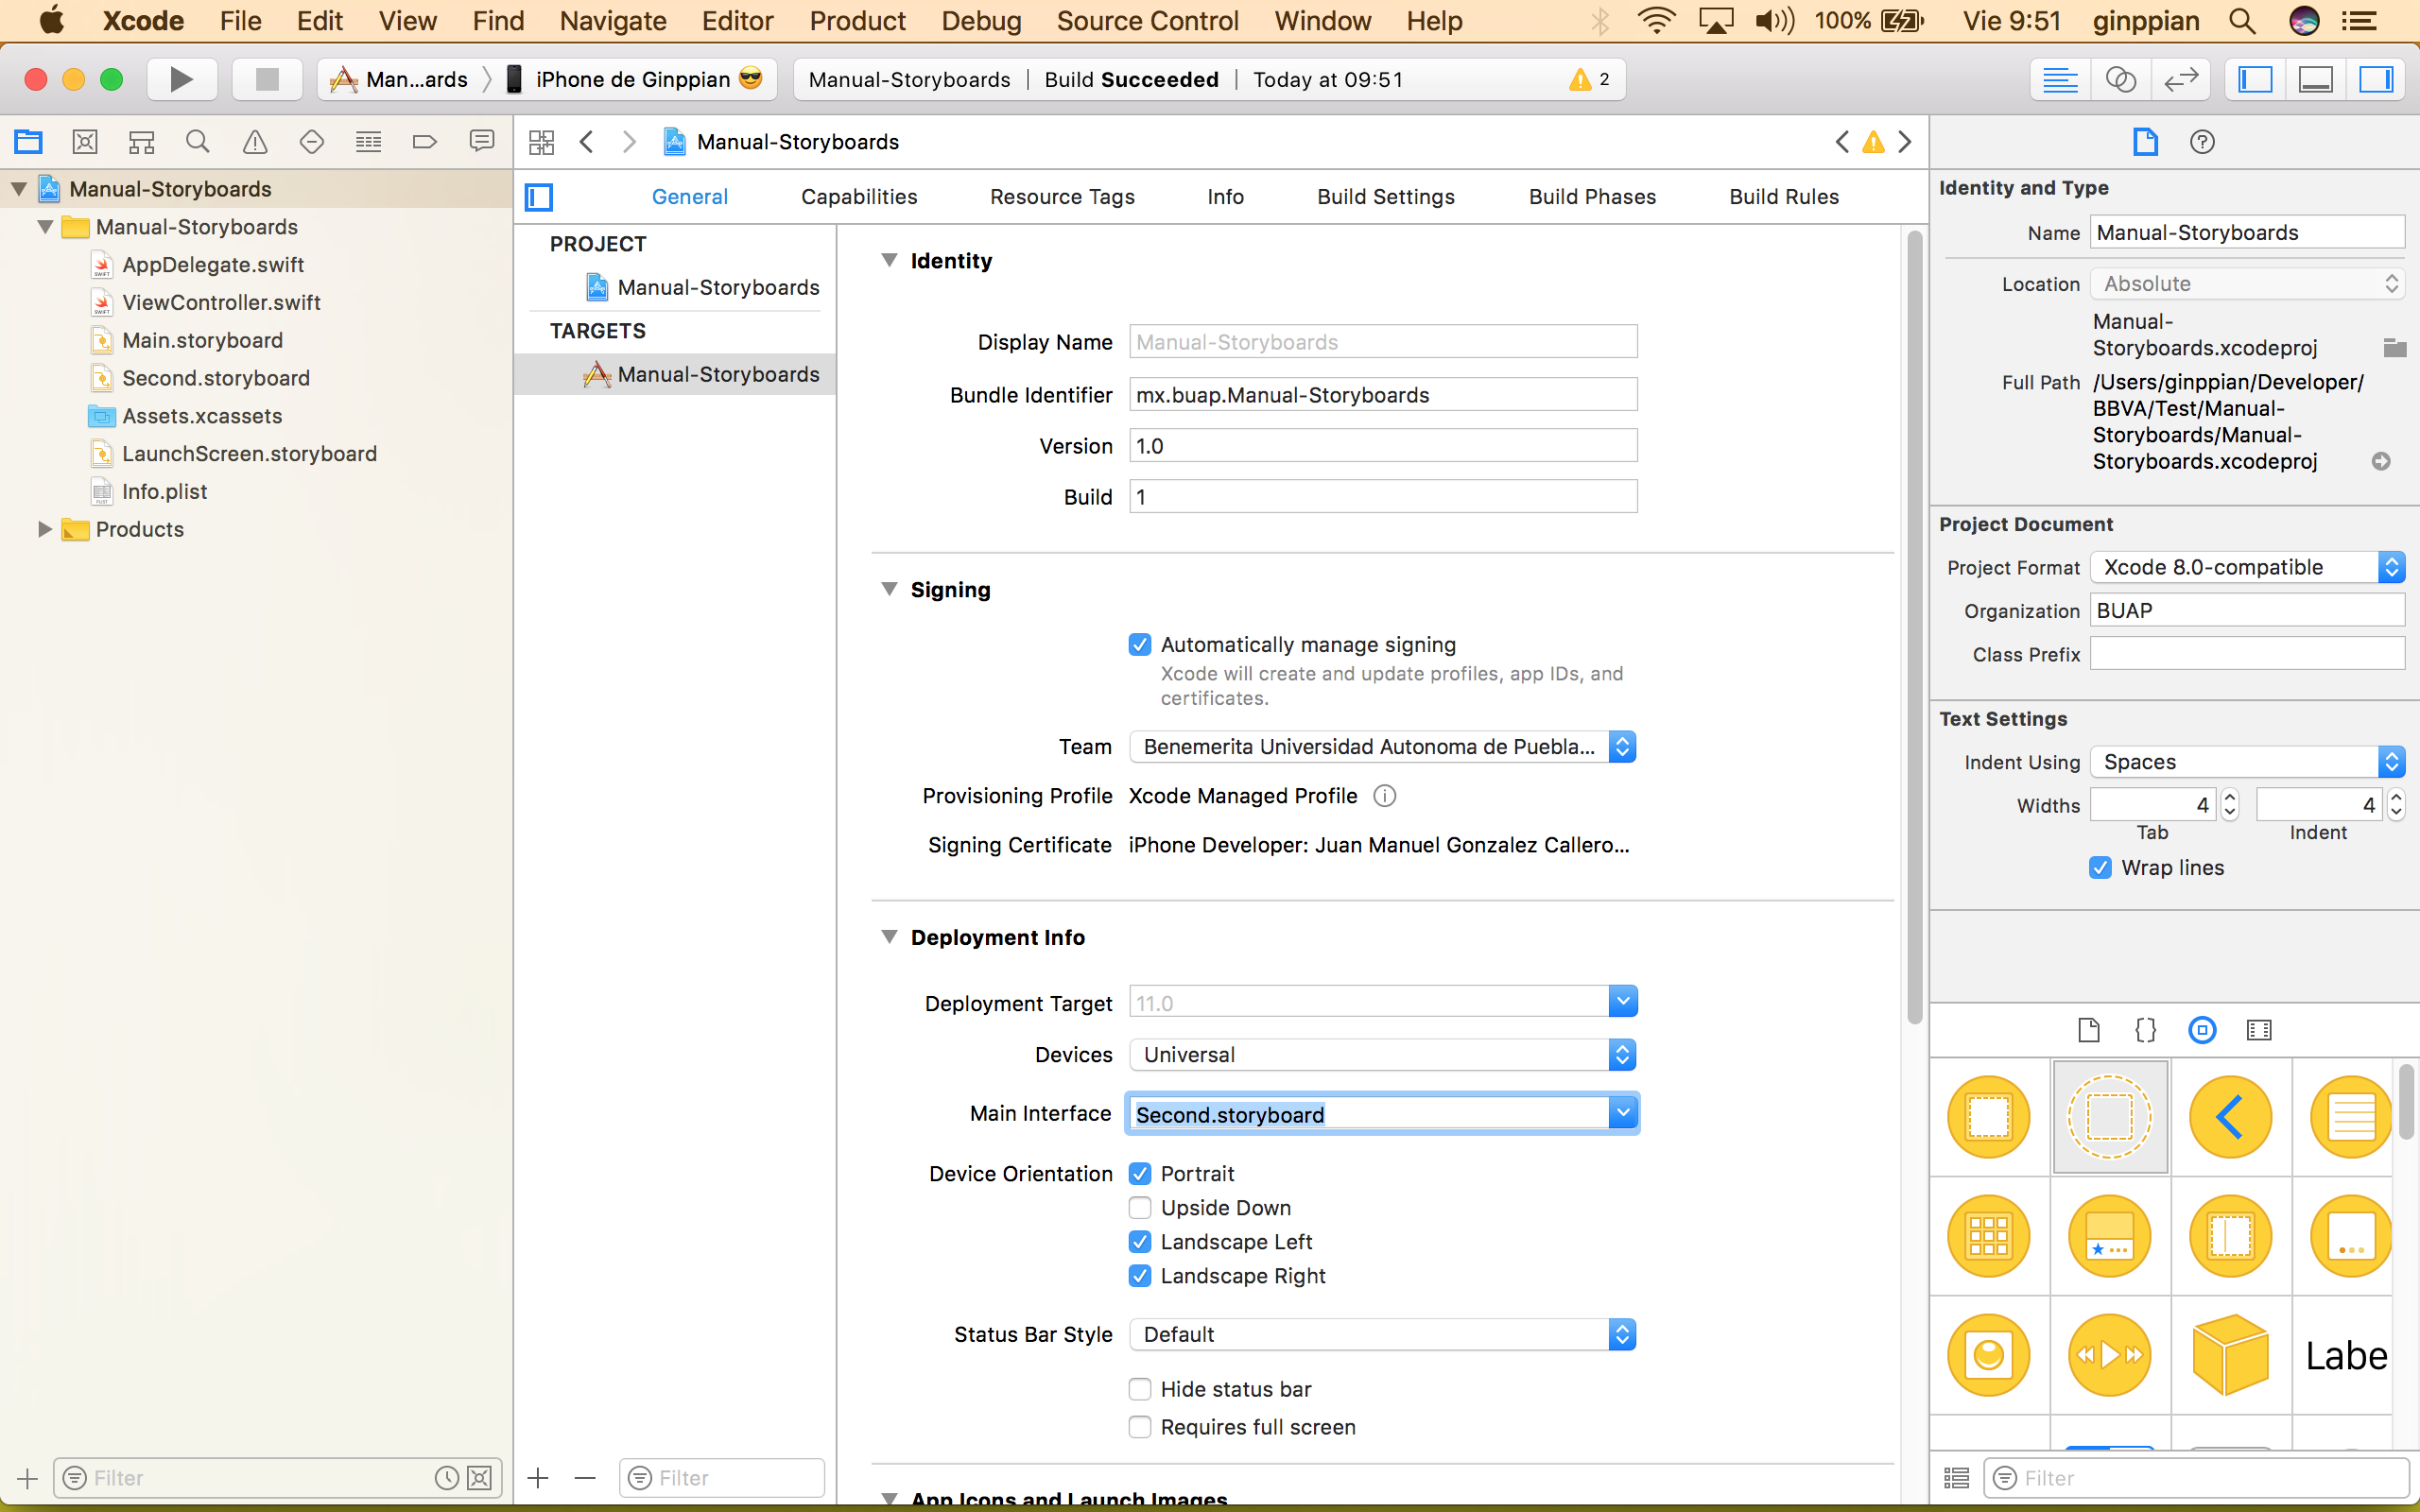 Xcode File Edit View Find Navigate Editor Product Debug Source Control Window Help 100% Vie 9:51 ginppian
Man...ards iPhone de Ginppian 😎 Manual-Storyboards | Build Succeeded | Today at 09:51 2
Manual-Storyboards
Manual-Storyboards
AppDelegate.swift
ViewController.swift
Main.storyboard
Second.storyboard
Assets.xcassets
LaunchScreen.storyboard
Info.plist
Products
Filter
Manual-Storyboards
General Capabilities Resource Tags Info Build Settings Build Phases Build Rules
PROJECT
Manual-Storyboards
TARGETS
Manual-Storyboards
Filter
Identity
Display Name Manual-Storyboards
Bundle Identifier mx.buap.Manual-Storyboards
Version 1.0
Build 1
Signing
Automatically manage signing
Xcode will create and update profiles, app IDs, and
certificates.
Team Benemerita Universidad Autonoma de Puebla...
Provisioning Profile Xcode Managed Profile
Signing Certificate iPhone Developer: Juan Manuel Gonzalez Callero...
Deployment Info
Deployment Target 11.0
Devices Universal
Main Interface Second.storyboard
Device Orientation Portrait
Upside Down
Landscape Left
Landscape Right
Status Bar Style Default
Hide status bar
Requires full screen
App Icons and Launch Images
Identity and Type
Name Manual-Storyboards
Location Absolute
Manual-
Storyboards.xcodeproj
Full Path /Users/ginppian/Developer/
BBVA/Test/Manual-
Storyboards/Manual-
Storyboards.xcodeproj
Project Document
Project Format Xcode 8.0-compatible
Organization BUAP
Class Prefix
Text Settings
Indent Using Spaces
Widths 4 4
Tab Indent
Wrap lines
{}
Labe
Filter